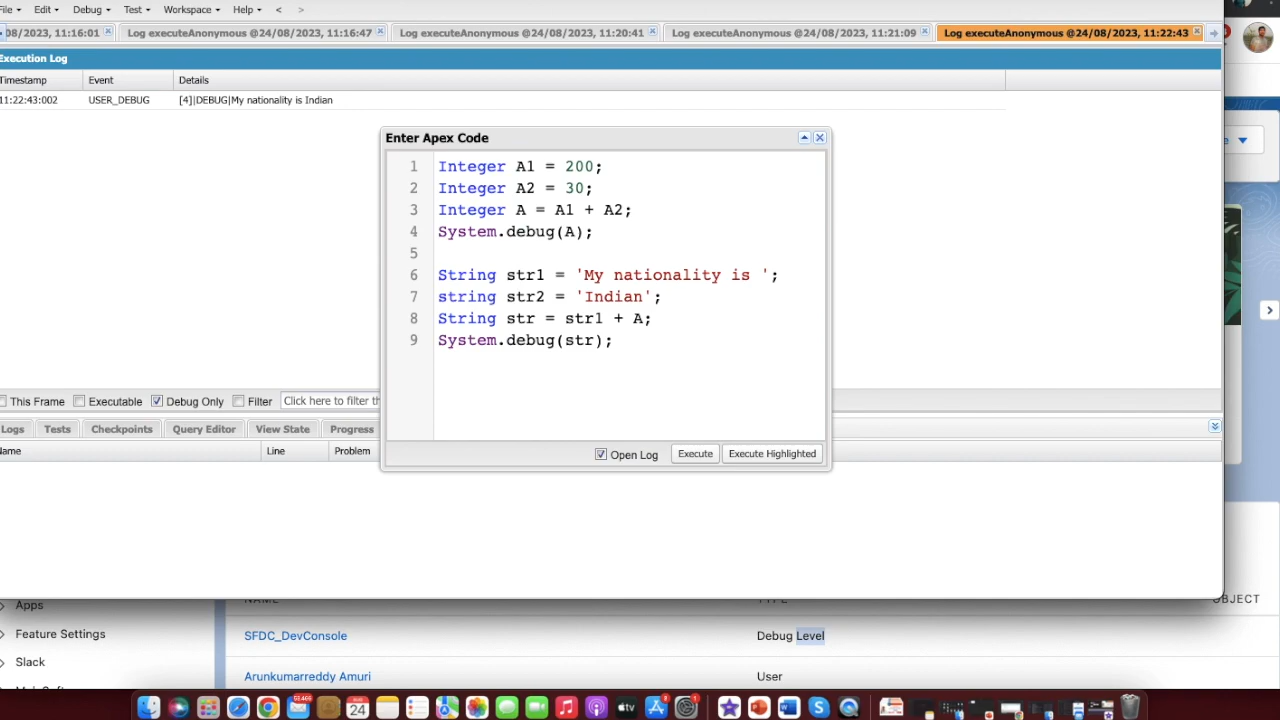 File Edit Debug Test Workspace Help < >
08/2023, 11:16:01 Log executeAnonymous @24/08/2023, 11:16:47 Log executeAnonymous @24/08/2023, 11:20:41 Log executeAnonymous @24/08/2023, 11:21:09 Log executeAnonymous @24/08/2023, 11:22:43
Execution Log
Timestamp Event Details
11:22:43:002 USER_DEBUG [4]|DEBUG|My nationality is Indian
Enter Apex Code
1 Integer A1 = 200;
2 Integer A2 = 30;
3 Integer A = A1 + A2;
4 System.debug(A);
5
6 String str1 = 'My nationality is ';
7 string str2 = 'Indian';
8 String str = str1 + A;
9 System.debug(str);
This Frame Executable Debug Only Filter Click here to filter th
Logs Tests Checkpoints Query Editor View State Progress
Name Line Problem
Open Log Execute Execute Highlighted
NAME TYPE OBJECT
Apps
Feature Settings SFDC_DevConsole Debug Level
Slack
Arunkumarreddy Amuri User
24
tv